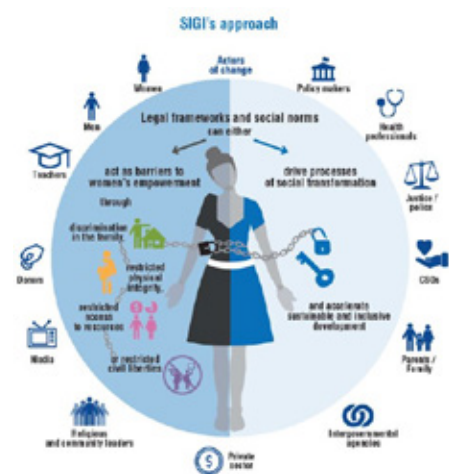 SIGI's approach
Actors
of change
Women
Policy makers
Men
Health
professionals
Legal frameworks and social norms
can either
Teachers
act as barriers to
women's empowerment
drive processes
of social transformation
Justice /
police
through
discrimination
in the family,
restricted
physical
integrity,
Donors
CSOs
restricted
access
to resources
and accelerate
sustainable and inclusive
development
Media
or restricted
civil liberties
Parents /
Family
Religious
and community leaders
Intergovernmental
agencies
Private
sector